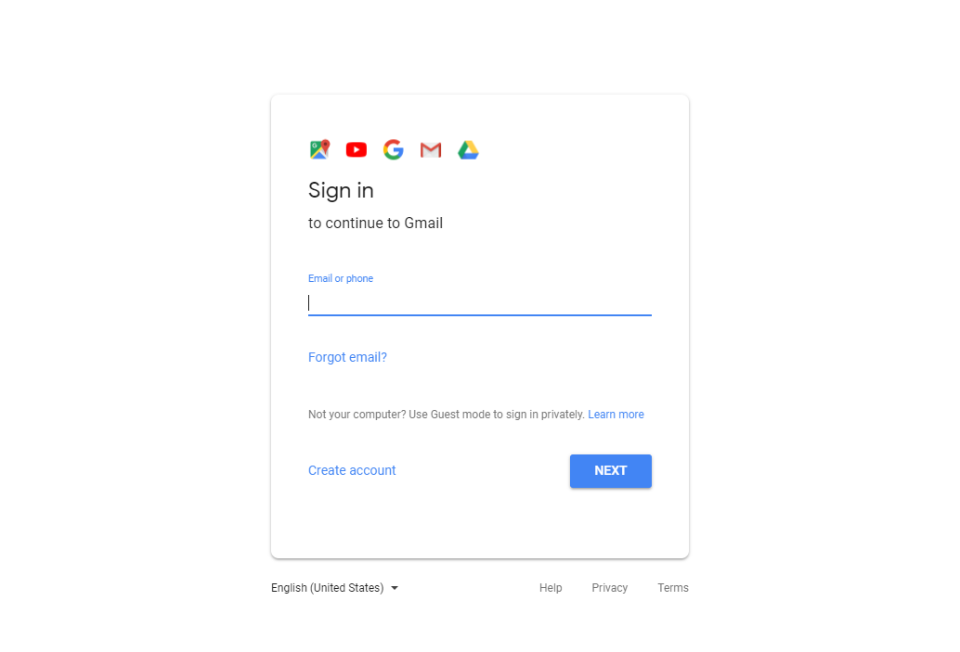 Sign in
to continue to Gmail
Email or phone
Forgot email?
Not your computer? Use Guest mode to sign in privately. Learn more
Create account NEXT
English (United States) Help Privacy Terms